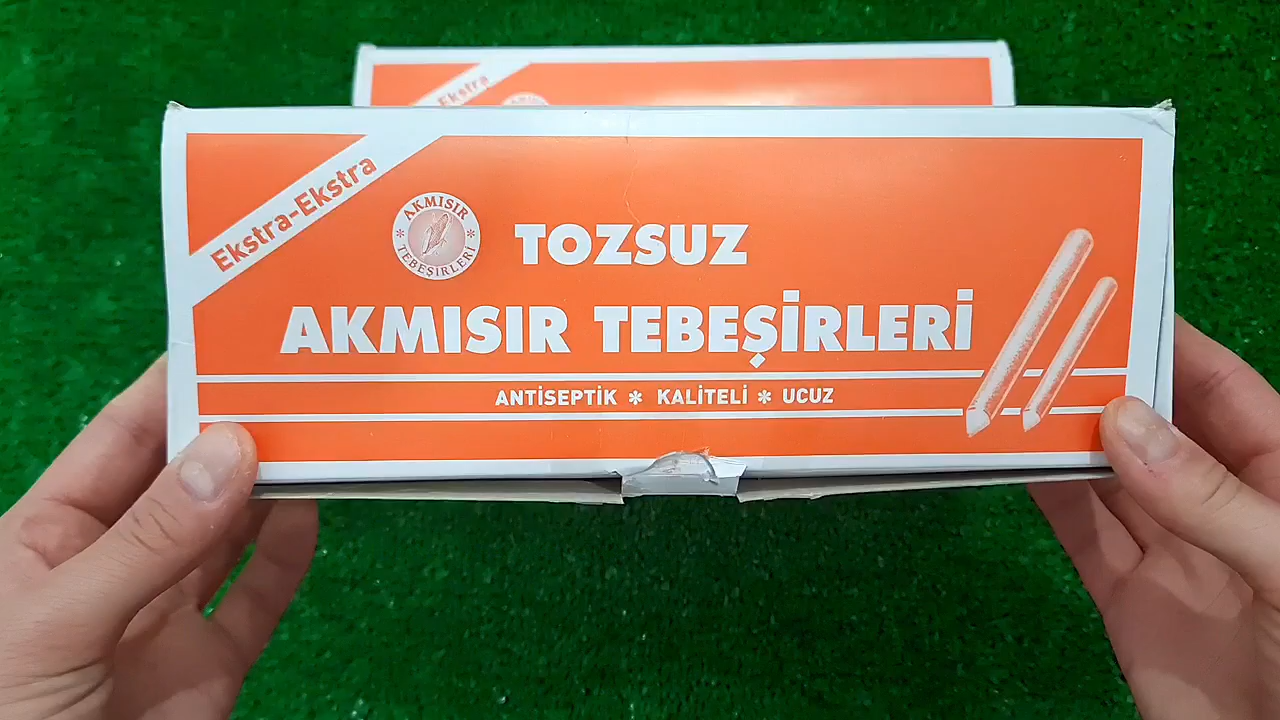 Ekstra
Ekstra-Ekstra
AKMISIR
TEBEŞİRLERİ
TOZSUZ
AKMISIR TEBEŞİRLERİ
ANTİSEPTİK * KALİTELİ * UCUZ